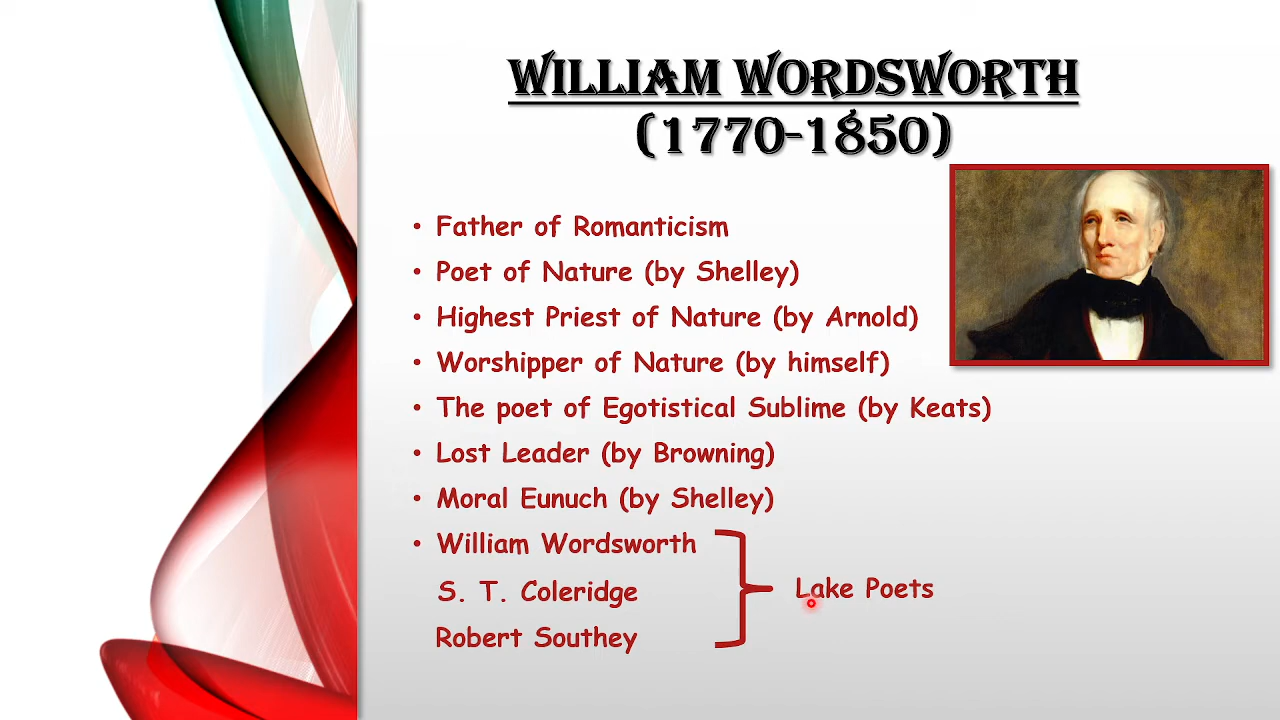 WILLIAM WORDSWORTH
(1770-1850)
• Father of Romanticism
• Poet of Nature (by Shelley)
• Highest Priest of Nature (by Arnold)
• Worshipper of Nature (by himself)
• The poet of Egotistical Sublime (by Keats)
• Lost Leader (by Browning)
• Moral Eunuch (by Shelley)
• William Wordsworth
S. T. Coleridge
Robert Southey
Lake Poets